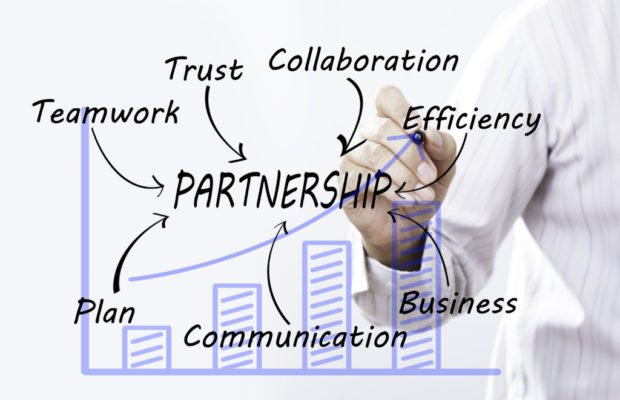 Collaboration
Trust
Teamwork
Efficiency
PARTNERSHIP
Plan
Business
Communication